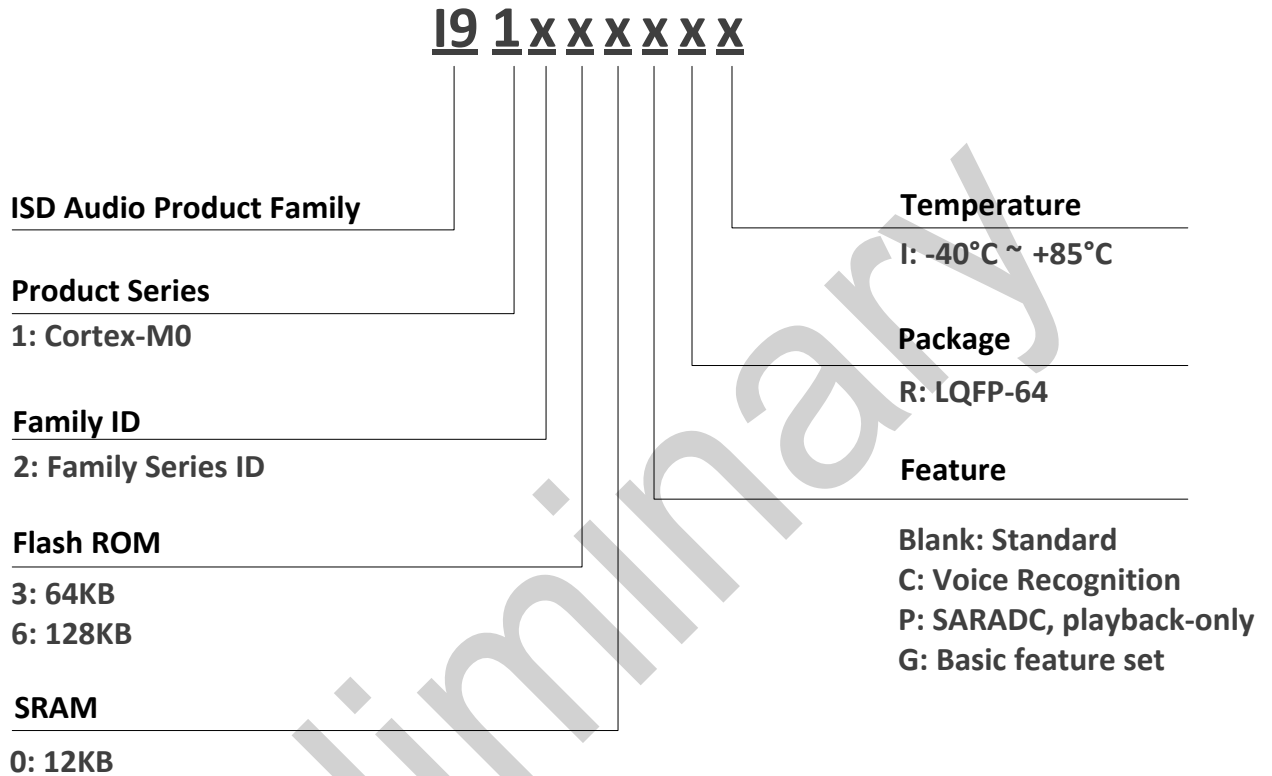 I9 1 x x x x x x
ISD Audio Product Family
Product Series
1: Cortex-M0
Family ID
2: Family Series ID
Flash ROM
3: 64KB
6: 128KB
SRAM
0: 12KB
Temperature
I: -40°C ~ +85°C
Package
R: LQFP-64
Feature
Blank: Standard
C: Voice Recognition
P: SARADC, playback-only
G: Basic feature set
liminary